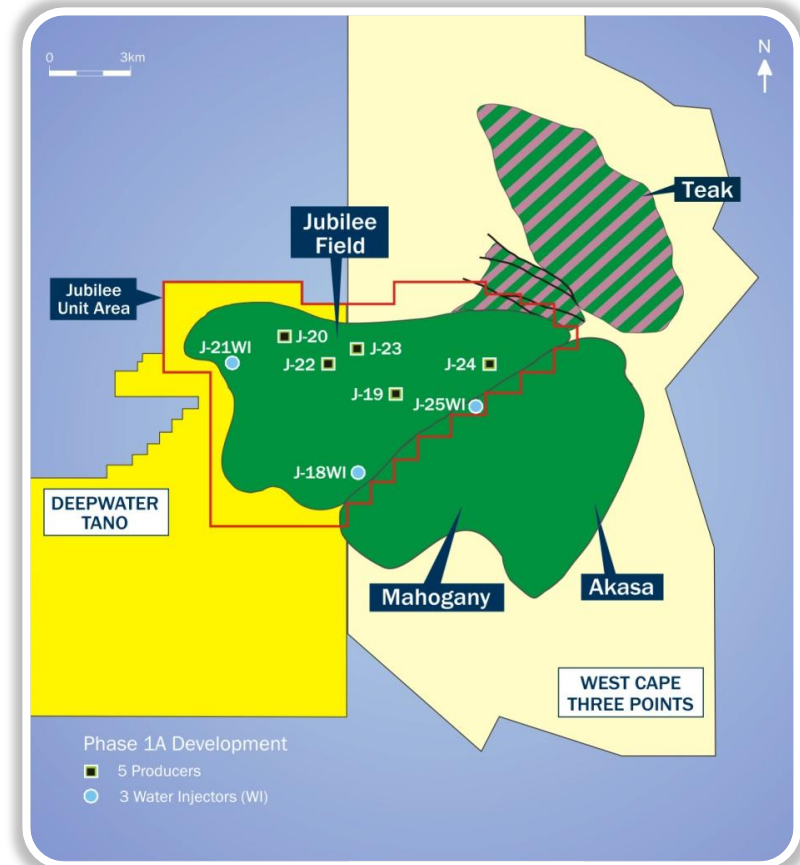 0 3km
N
Teak
Jubilee
Field
Jubilee
Unit Area
J-20
J-21WI
J-23
J-22
J-24
J-19
J-25WI
J-18WI
DEEPWATER
TANO
Mahogany
Akasa
WEST CAPE
THREE POINTS
Phase 1A Development
5 Producers
3 Water Injectors (WI)